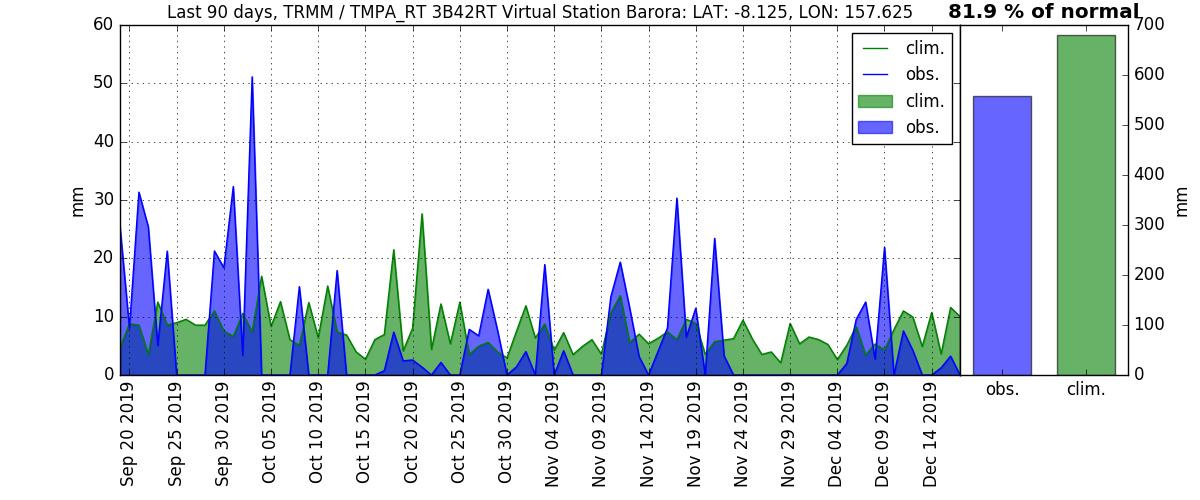 Last 90 days, TRMM / TMPA_RT 3B42RT Virtual Station Barora: LAT: -8.125, LON: 157.625
81.9 % of normal
clim.
obs.
clim.
obs.
mm
60
50
40
30
20
10
0
Sep 20 2019
Sep 25 2019
Sep 30 2019
Oct 05 2019
Oct 10 2019
Oct 15 2019
Oct 20 2019
Oct 25 2019
Oct 30 2019
Nov 04 2019
Nov 09 2019
Nov 14 2019
Nov 19 2019
Nov 24 2019
Nov 29 2019
Dec 04 2019
Dec 09 2019
Dec 14 2019
700
600
500
400
300
200
100
0
mm
obs.
clim.